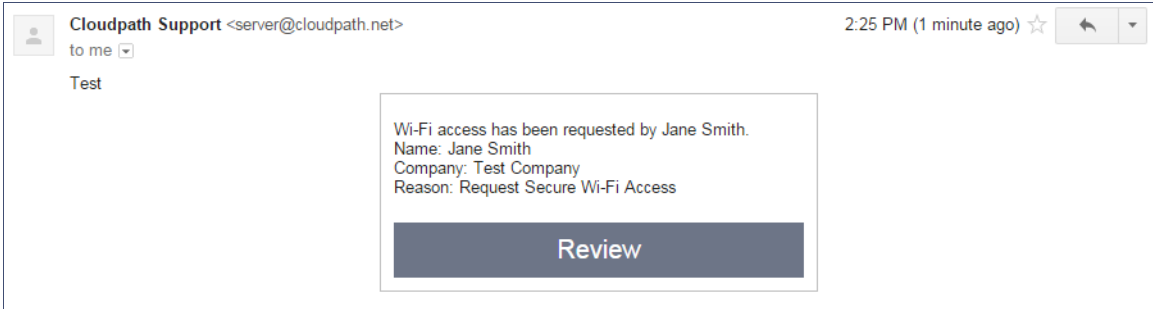 Cloudpath Support <server@cloudpath.net> 2:25 PM (1 minute ago)
to me
Test
Wi-Fi access has been requested by Jane Smith.
Name: Jane Smith
Company: Test Company
Reason: Request Secure Wi-Fi Access
Review